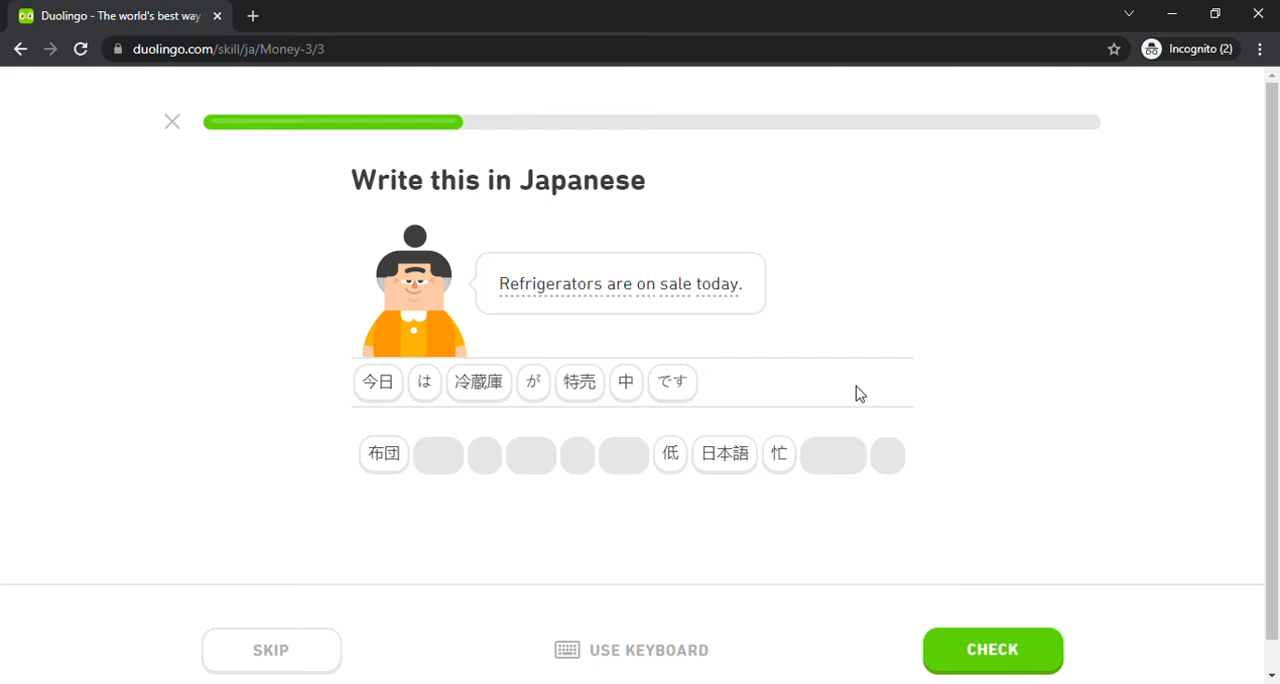 Duolingo - The world's best way
duolingo.com/skill/ja/Money-3/3
Incognito (2)
Write this in Japanese
Refrigerators are on sale today.
今日 は 冷蔵庫 が 特売 中 です
布団 低 日本語 忙
SKIP
USE KEYBOARD
CHECK